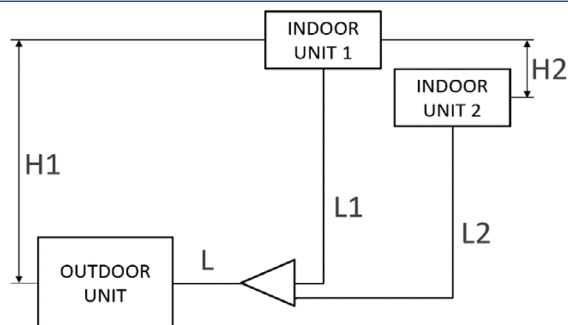 INDOOR
UNIT 1
H2
INDOOR
UNIT 2
H1
L1
L2
L
OUTDOOR
UNIT